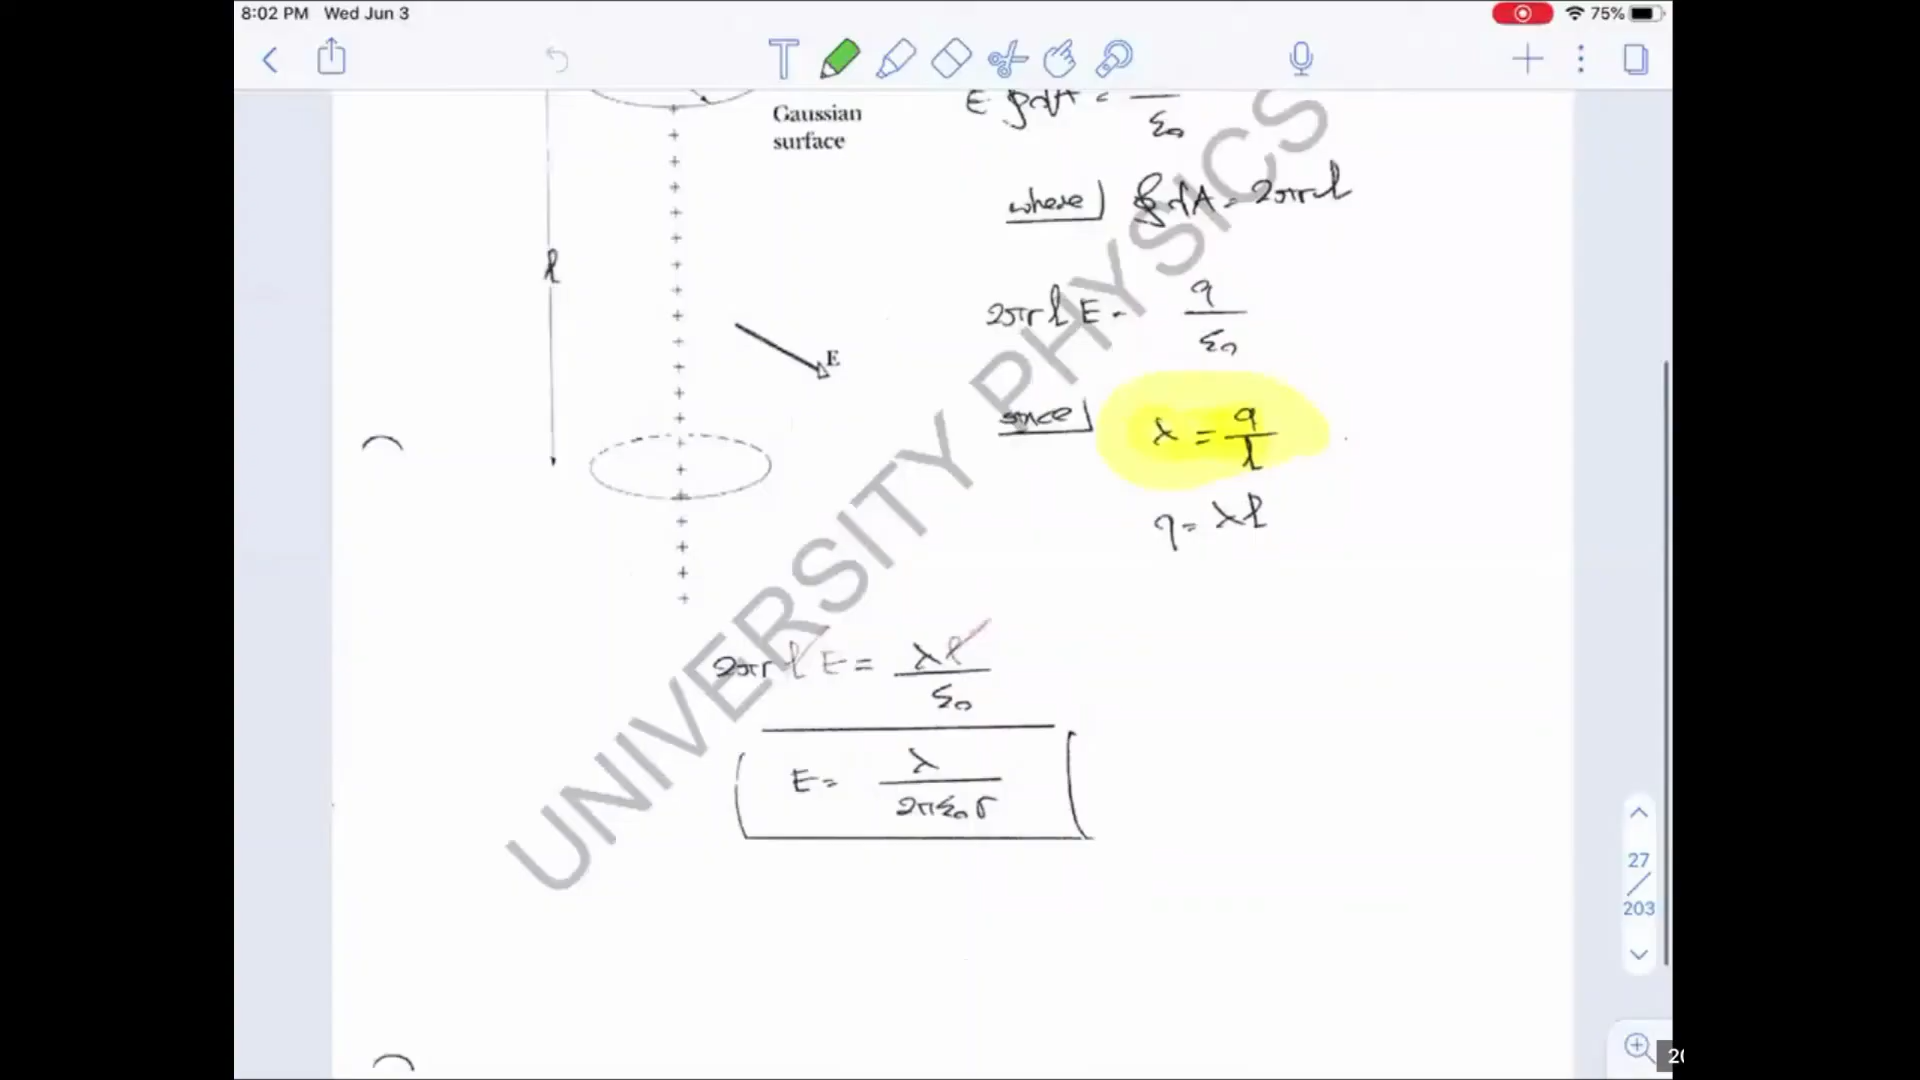 8:02 PM Wed Jun 3
75%
T
Gaussian
surface
E ∮dA = ―
ε₀
where ∮dA = 2πrl
l
2πrl E = q/ε₀
E
since λ = q/l
q = λl
2πrl E = λl/ε₀
E = λ/2πε₀r
UNIVERSITY PHYSICS
27
/
203